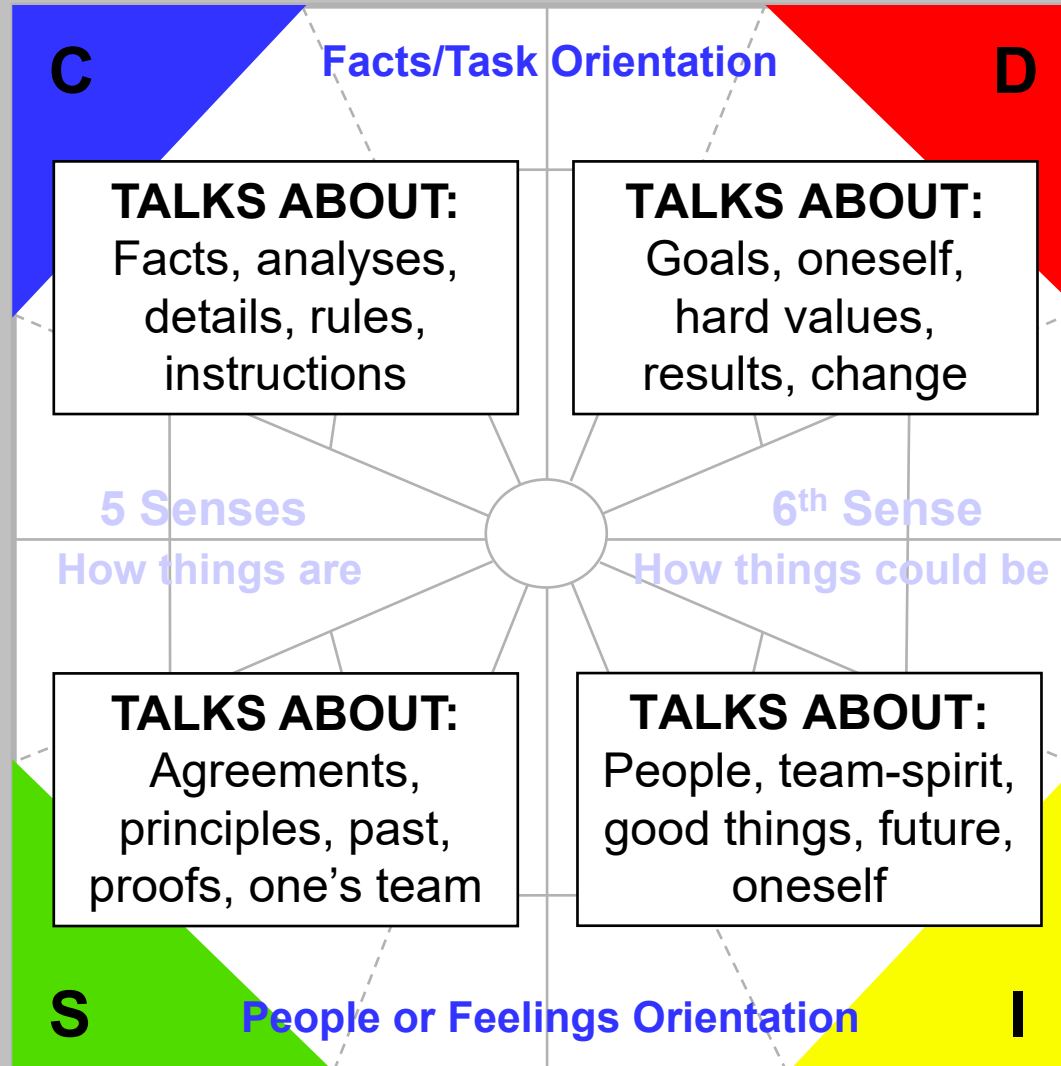 C
Facts/Task Orientation
D
TALKS ABOUT:
Facts, analyses,
details, rules,
instructions
TALKS ABOUT:
Goals, oneself,
hard values,
results, change
5 Senses
How things are
6th Sense
How things could be
TALKS ABOUT:
Agreements,
principles, past,
proofs, one’s team
TALKS ABOUT:
People, team-spirit,
good things, future,
oneself
S
People or Feelings Orientation
I